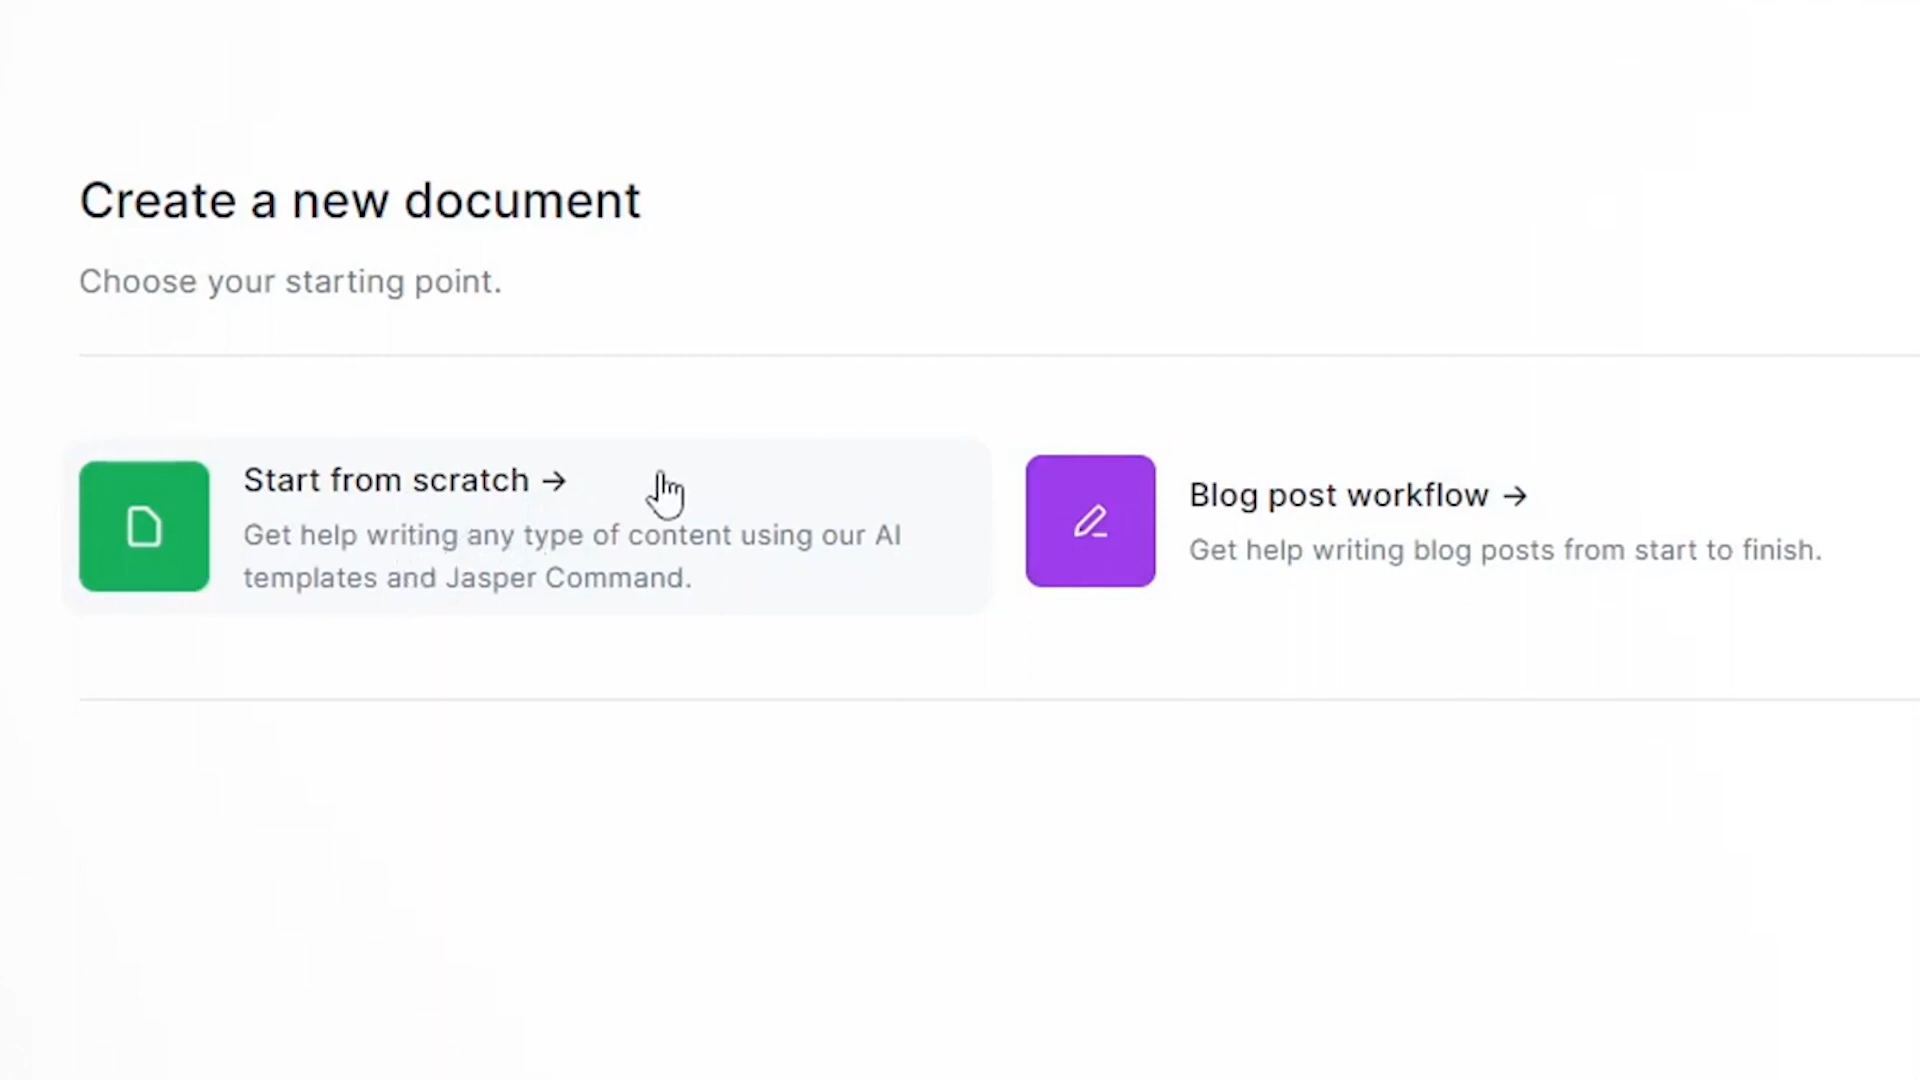 Create a new document
Choose your starting point.
Start from scratch →
Get help writing any type of content using our AI
templates and Jasper Command.
Blog post workflow →
Get help writing blog posts from start to finish.